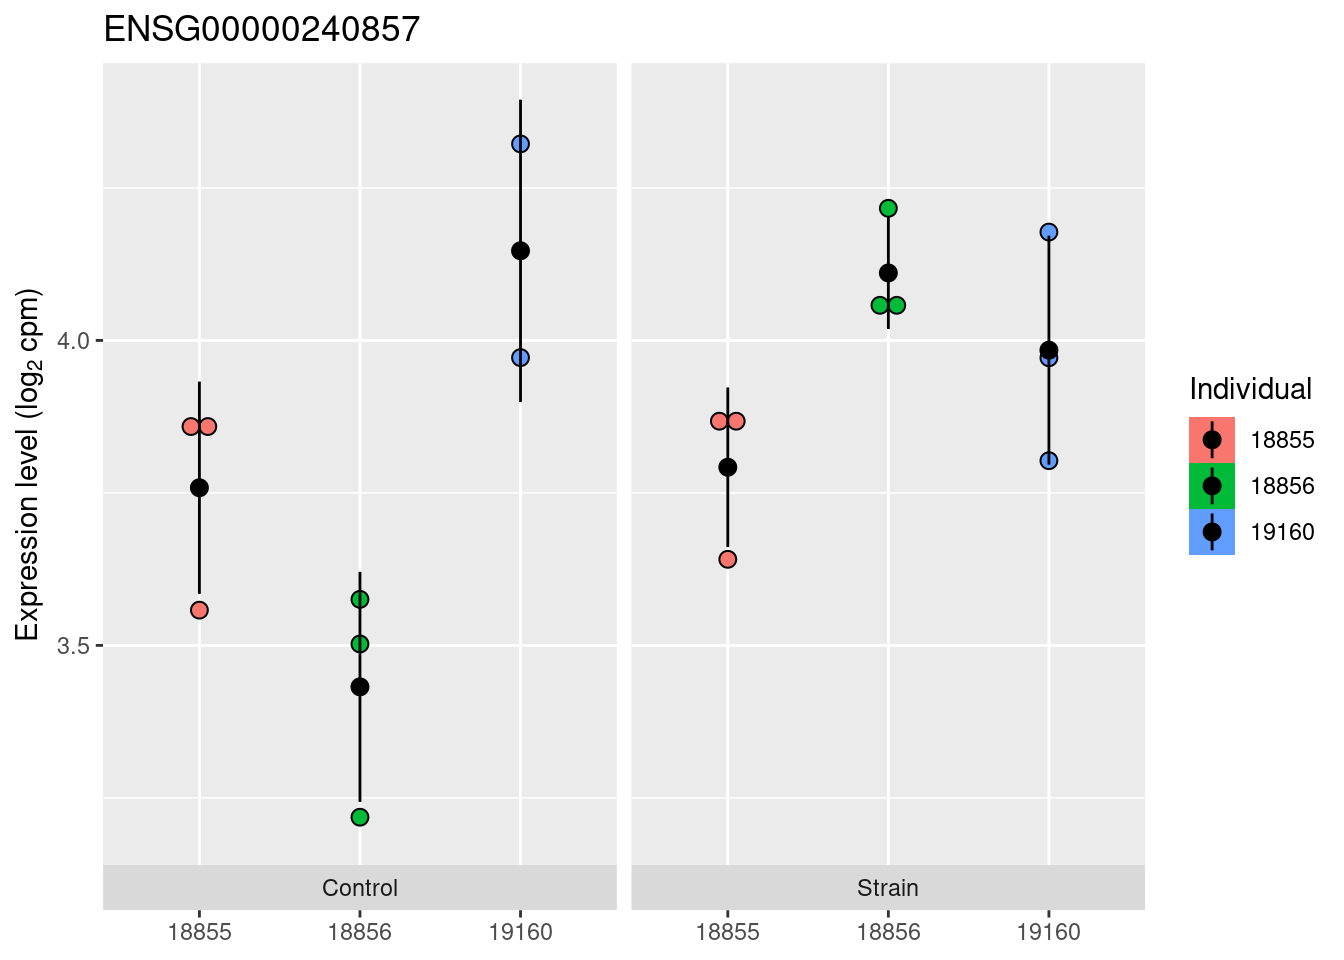 ENSG00000240857
Expression level (log₂ cpm)
4.0
3.5
Control
Strain
18855 18856 19160
18855 18856 19160
Individual
18855
18856
19160